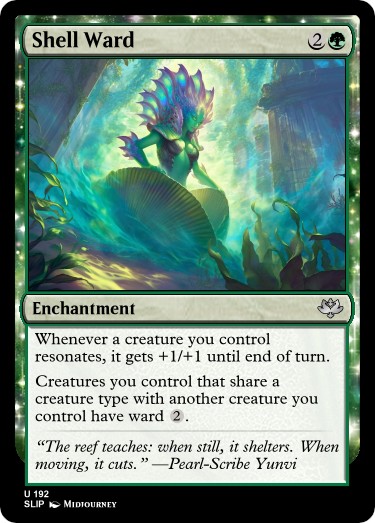 Shell Ward 2
Enchantment
Whenever a creature you control
resonates, it gets +1/+1 until end of turn.
Creatures you control that share a
creature type with another creature you
control have ward 2.
“The reef teaches: when still, it shelters. When
moving, it cuts.” —Pearl-Scribe Yunvi
U 192
SLIP Midjourney